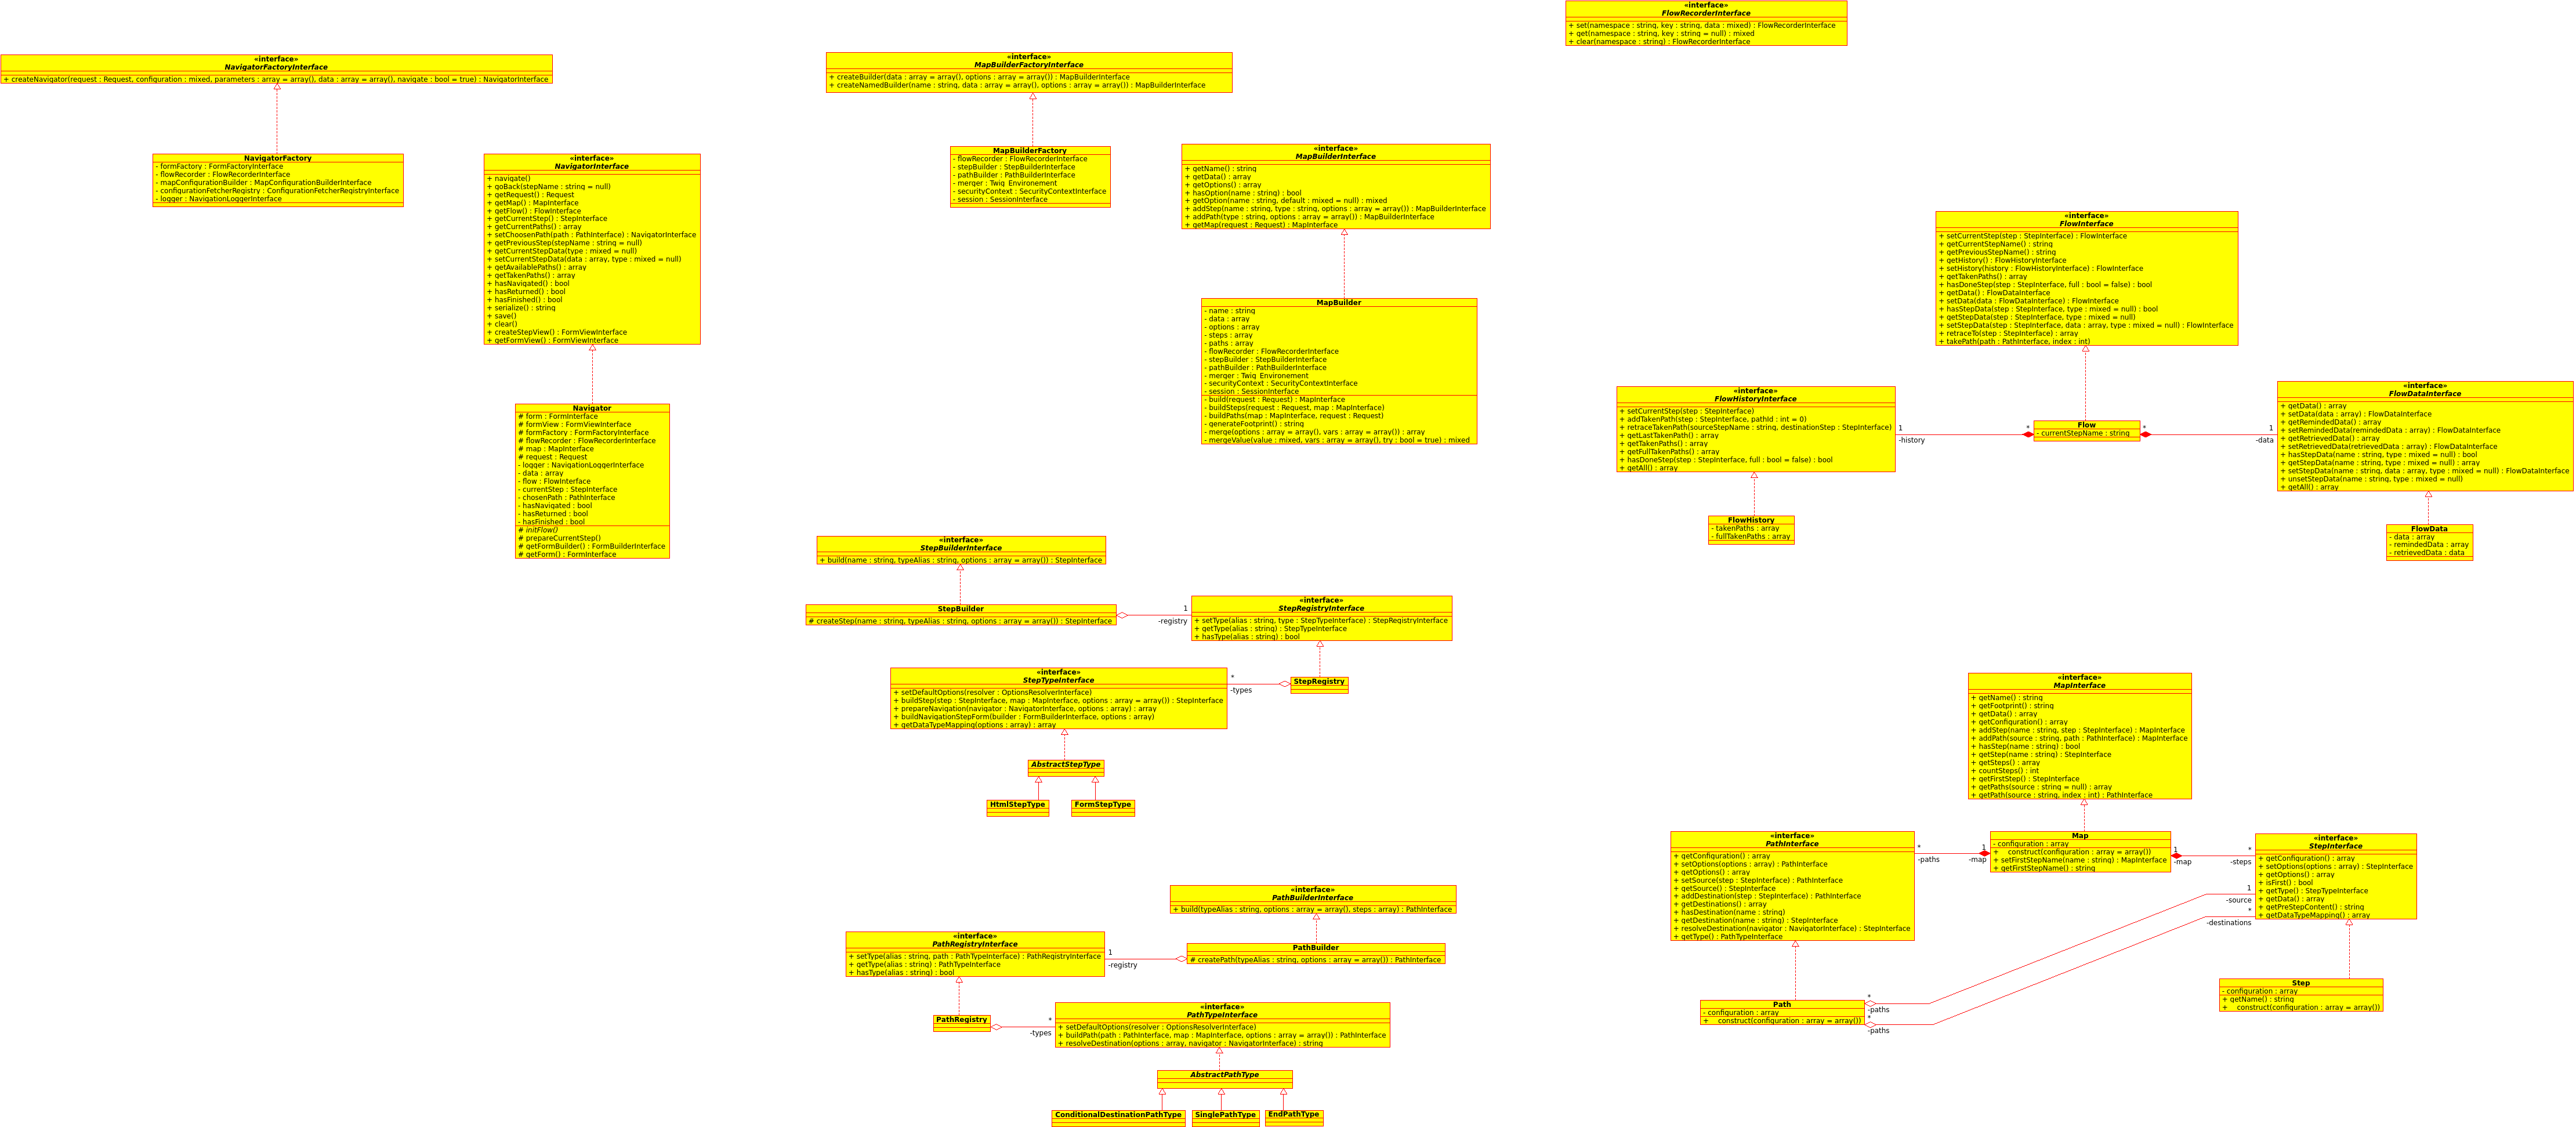 «interface»
FlowRecorderInterface
+ set(namespace : string, key : string, data : mixed) : FlowRecorderInterface
+ get(namespace : string, key : string = null) : mixed
+ clear(namespace : string) : FlowRecorderInterface
«interface»
NavigatorFactoryInterface
+ createNavigator(request : Request, configuration : mixed, parameters : array = array(), data : array = array(), navigate : bool = true) : NavigatorInterface
«interface»
MapBuilderFactoryInterface
+ createBuilder(data : array = array(), options : array = array()) : MapBuilderInterface
+ createNamedBuilder(name : string, data : array = array(), options : array = array()) : MapBuilderInterface
NavigatorFactory
- formFactory : FormFactoryInterface
- flowRecorder : FlowRecorderInterface
- mapConfigurationBuilder : MapConfigurationBuilderInterface
- configurationFetcherRegistry : ConfigurationFetcherRegistryInterface
- logger : NavigationLoggerInterface
«interface»
NavigatorInterface
+ navigate()
+ goBack(stepName : string = null)
+ getRequest() : Request
+ getMap() : MapInterface
+ getFlow() : FlowInterface
+ getCurrentStep() : StepInterface
+ getCurrentPaths() : array
+ setChoosenPath(path : PathInterface) : NavigatorInterface
+ getPreviousStep(stepName : string = null)
+ getCurrentStepData(type : mixed = null)
+ setCurrentStepData(data : array, type : mixed = null)
+ getAvailablePaths() : array
+ getTakenPaths() : array
+ hasNavigated() : bool
+ hasReturned() : bool
+ hasFinished() : bool
+ serialize() : string
+ save()
+ clear()
+ createStepView() : FormViewInterface
+ getFormView() : FormViewInterface
Navigator
# form : FormInterface
# formView : FormViewInterface
# formFactory : FormFactoryInterface
# flowRecorder : FlowRecorderInterface
# map : MapInterface
# request : Request
- logger : NavigationLoggerInterface
- data : array
- flow : FlowInterface
- currentStep : StepInterface
- chosenPath : PathInterface
- hasNavigated : bool
- hasReturned : bool
- hasFinished : bool
# initFlow()
# prepareCurrentStep()
# getFormBuilder() : FormBuilderInterface
# getForm() : FormInterface
MapBuilderFactory
- flowRecorder : FlowRecorderInterface
- stepBuilder : StepBuilderInterface
- pathBuilder : PathBuilderInterface
- merger : Twig_Environement
- securityContext : SecurityContextInterface
- session : SessionInterface
«interface»
MapBuilderInterface
+ getName() : string
+ getData() : array
+ getOptions() : array
+ hasOption(name : string) : bool
+ getOption(name : string, default : mixed = null) : mixed
+ addStep(name : string, type : string, options : array = array()) : MapBuilderInterface
+ addPath(type : string, options : array = array()) : MapBuilderInterface
+ getMap(request : Request) : MapInterface
MapBuilder
- name : string
- data : array
- options : array
- steps : array
- paths : array
- flowRecorder : FlowRecorderInterface
- stepBuilder : StepBuilderInterface
- pathBuilder : PathBuilderInterface
- merger : Twig_Environement
- securityContext : SecurityContextInterface
- session : SessionInterface
- build(request : Request) : MapInterface
- buildSteps(request : Request, map : MapInterface)
- buildPaths(map : MapInterface, request : Request)
- generateFootprint() : string
- merge(options : array = array(), vars : array = array()) : array
- mergeValue(value : mixed, vars : array = array(), try : bool = true) : mixed
«interface»
FlowInterface
+ setCurrentStep(step : StepInterface) : FlowInterface
+ getCurrentStepName() : string
+ getPreviousStepName() : string
+ getHistory() : FlowHistoryInterface
+ setHistory(history : FlowHistoryInterface) : FlowInterface
+ getTakenPaths() : array
+ hasDoneStep(step : StepInterface, full : bool = false) : bool
+ getData() : FlowDataInterface
+ setData(data : FlowDataInterface) : FlowInterface
+ hasStepData(step : StepInterface, type : mixed = null) : bool
+ getStepData(step : StepInterface, type : mixed = null)
+ setStepData(step : StepInterface, data : array, type : mixed = null) : FlowInterface
+ retraceTo(step : StepInterface) : array
+ takePath(path : PathInterface, index : int)
«interface»
FlowHistoryInterface
+ setCurrentStep(step : StepInterface)
+ addTakenPath(step : StepInterface, pathId : int = 0)
+ retraceTakenPath(sourceStepName : string, destinationStep : StepInterface)
+ getLastTakenPath() : array
+ getTakenPaths() : array
+ getFullTakenPaths() : array
+ hasDoneStep(step : StepInterface, full : bool = false) : bool
+ getAll() : array
1
-history
*
Flow
- currentStepName : string
*
1
-data
«interface»
FlowDataInterface
+ getData() : array
+ setData(data : array) : FlowDataInterface
+ getRemindedData() : array
+ setRemindedData(remindedData : array) : FlowDataInterface
+ getRetrievedData() : array
+ setRetrievedData(retrievedData : array) : FlowDataInterface
+ hasStepData(name : string, type : mixed = null) : bool
+ getStepData(name : string, type : mixed = null) : array
+ setStepData(name : string, data : array, type : mixed = null) : FlowDataInterface
+ unsetStepData(name : string, type : mixed = null)
+ getAll() : array
FlowHistory
- takenPaths : array
- fullTakenPaths : array
FlowData
- data : array
- remindedData : array
- retrievedData : data
«interface»
StepBuilderInterface
+ build(name : string, typeAlias : string, options : array = array()) : StepInterface
StepBuilder
# createStep(name : string, typeAlias : string, options : array = array()) : StepInterface
1
-registry
«interface»
StepRegistryInterface
+ setType(alias : string, type : StepTypeInterface) : StepRegistryInterface
+ getType(alias : string) : StepTypeInterface
+ hasType(alias : string) : bool
«interface»
StepTypeInterface
+ setDefaultOptions(resolver : OptionsResolverInterface)
+ buildStep(step : StepInterface, map : MapInterface, options : array = array()) : StepInterface
+ prepareNavigation(navigator : NavigatorInterface, options : array) : array
+ buildNavigationStepForm(builder : FormBuilderInterface, options : array)
+ getDataTypeMapping(options : array) : array
*
-types
StepRegistry
AbstractStepType
HtmlStepType
FormStepType
«interface»
MapInterface
+ getName() : string
+ getFootprint() : string
+ getData() : array
+ getConfiguration() : array
+ addStep(name : string, step : StepInterface) : MapInterface
+ addPath(source : string, path : PathInterface) : MapInterface
+ hasStep(name : string) : bool
+ getStep(name : string) : StepInterface
+ getSteps() : array
+ countSteps() : int
+ getFirstStep() : StepInterface
+ getPaths(source : string = null) : array
+ getPath(source : string, index : int) : PathInterface
«interface»
PathInterface
+ getConfiguration() : array
+ setOptions(options : array) : PathInterface
+ getOptions() : array
+ setSource(step : StepInterface) : PathInterface
+ getSource() : StepInterface
+ addDestination(step : StepInterface) : PathInterface
+ getDestinations() : array
+ hasDestination(name : string)
+ getDestination(name : string) : StepInterface
+ resolveDestination(navigator : NavigatorInterface) : StepInterface
+ getType() : PathTypeInterface
*
-paths
1
-map
Map
- configuration : array
+ __construct(configuration : array = array())
+ setFirstStepName(name : string) : MapInterface
+ getFirstStepName() : string
1
-map
*
-steps
«interface»
StepInterface
+ getConfiguration() : array
+ setOptions(options : array) : StepInterface
+ getOptions() : array
+ isFirst() : bool
+ getType() : StepTypeInterface
+ getData() : array
+ getPreStepContent() : string
+ getDataTypeMapping() : array
1
-source
*
-destinations
«interface»
PathBuilderInterface
+ build(typeAlias : string, options : array = array(), steps : array) : PathInterface
«interface»
PathRegistryInterface
+ setType(alias : string, path : PathTypeInterface) : PathRegistryInterface
+ getType(alias : string) : PathTypeInterface
+ hasType(alias : string) : bool
1
-registry
PathBuilder
# createPath(typeAlias : string, options : array = array()) : PathInterface
Step
- configuration : array
+ getName() : string
+ __construct(configuration : array = array())
Path
- configuration : array
+ __construct(configuration : array = array())
*
-paths
*
-paths
PathRegistry
*
-types
«interface»
PathTypeInterface
+ setDefaultOptions(resolver : OptionsResolverInterface)
+ buildPath(path : PathInterface, map : MapInterface, options : array = array()) : PathInterface
+ resolveDestination(options : array, navigator : NavigatorInterface) : string
AbstractPathType
ConditionalDestinationPathType
SinglePathType
EndPathType